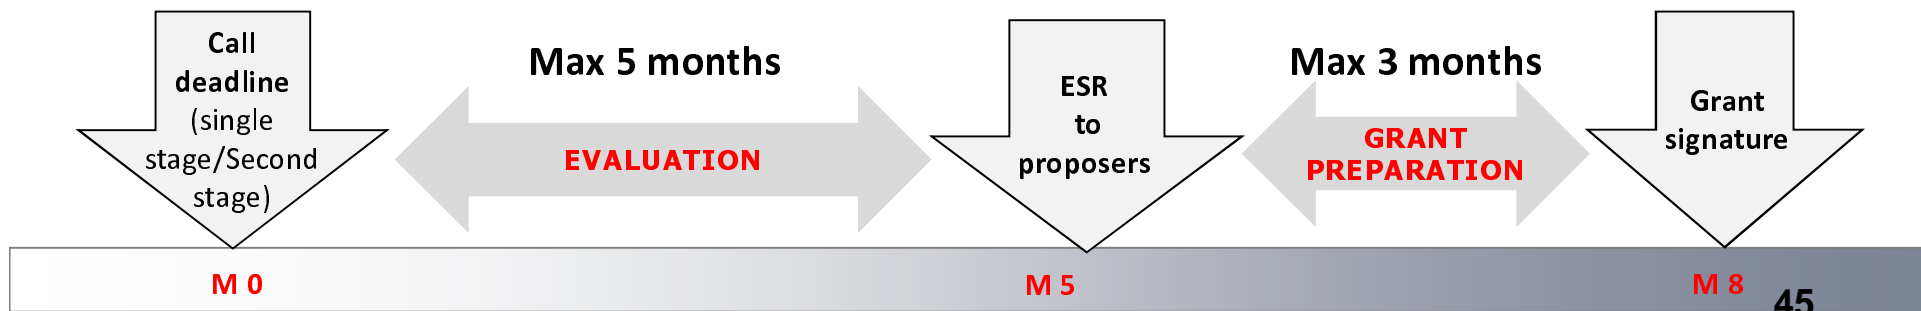 Call
deadline
(single
stage/Second
stage)
Max 5 months
EVALUATION
ESR
to
proposers
Max 3 months
GRANT
PREPARATION
Grant
signature
M 0
M 5
M 8
45